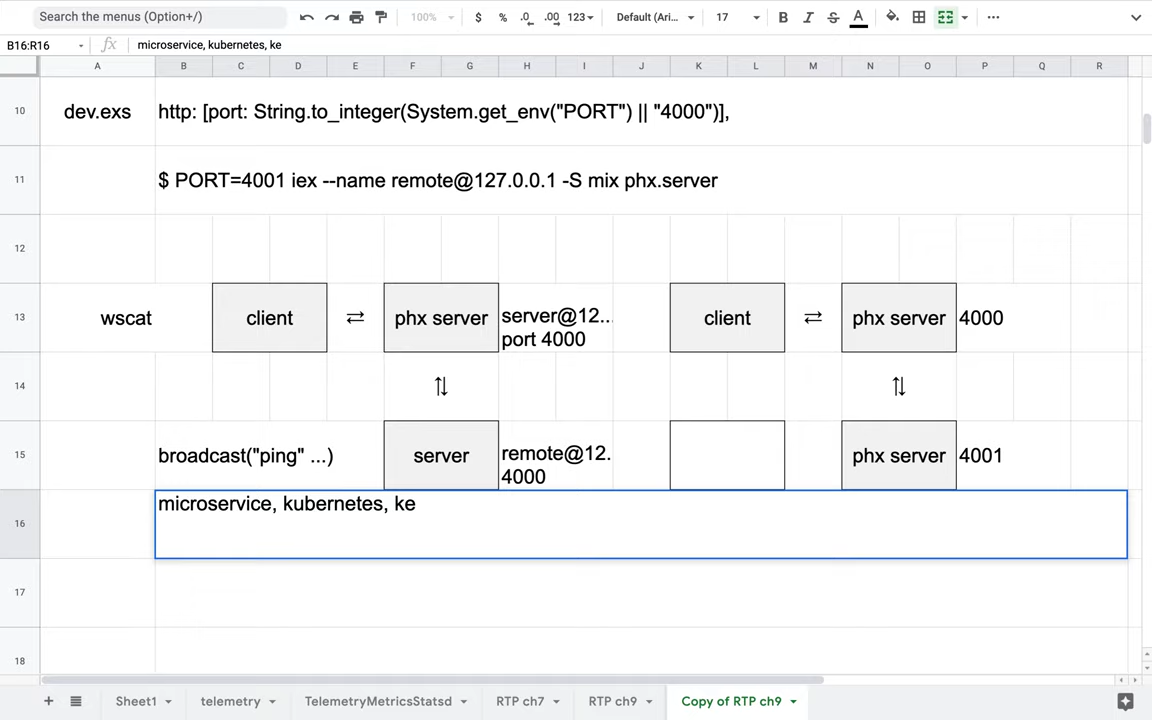 Search the menus (Option+/)
100%
$ % .0 .00 123
Default (Ari...
17
B I S A
B16:R16
fx microservice, kubernetes, ke
A B C D E F G H I J K L M N O P Q R
10 dev.exs http: [port: String.to_integer(System.get_env("PORT") || "4000")],
11 $ PORT=4001 iex --name remote@127.0.0.1 -S mix phx.server
12
13 wscat client ⇄ phx server server@12... client ⇄ phx server 4000
port 4000
14 ⇅ ⇅
15 broadcast("ping" ...) server remote@12. phx server 4001
4000
16 microservice, kubernetes, ke
17
18
Sheet1 telemetry TelemetryMetricsStatsd RTP ch7 RTP ch9 Copy of RTP ch9